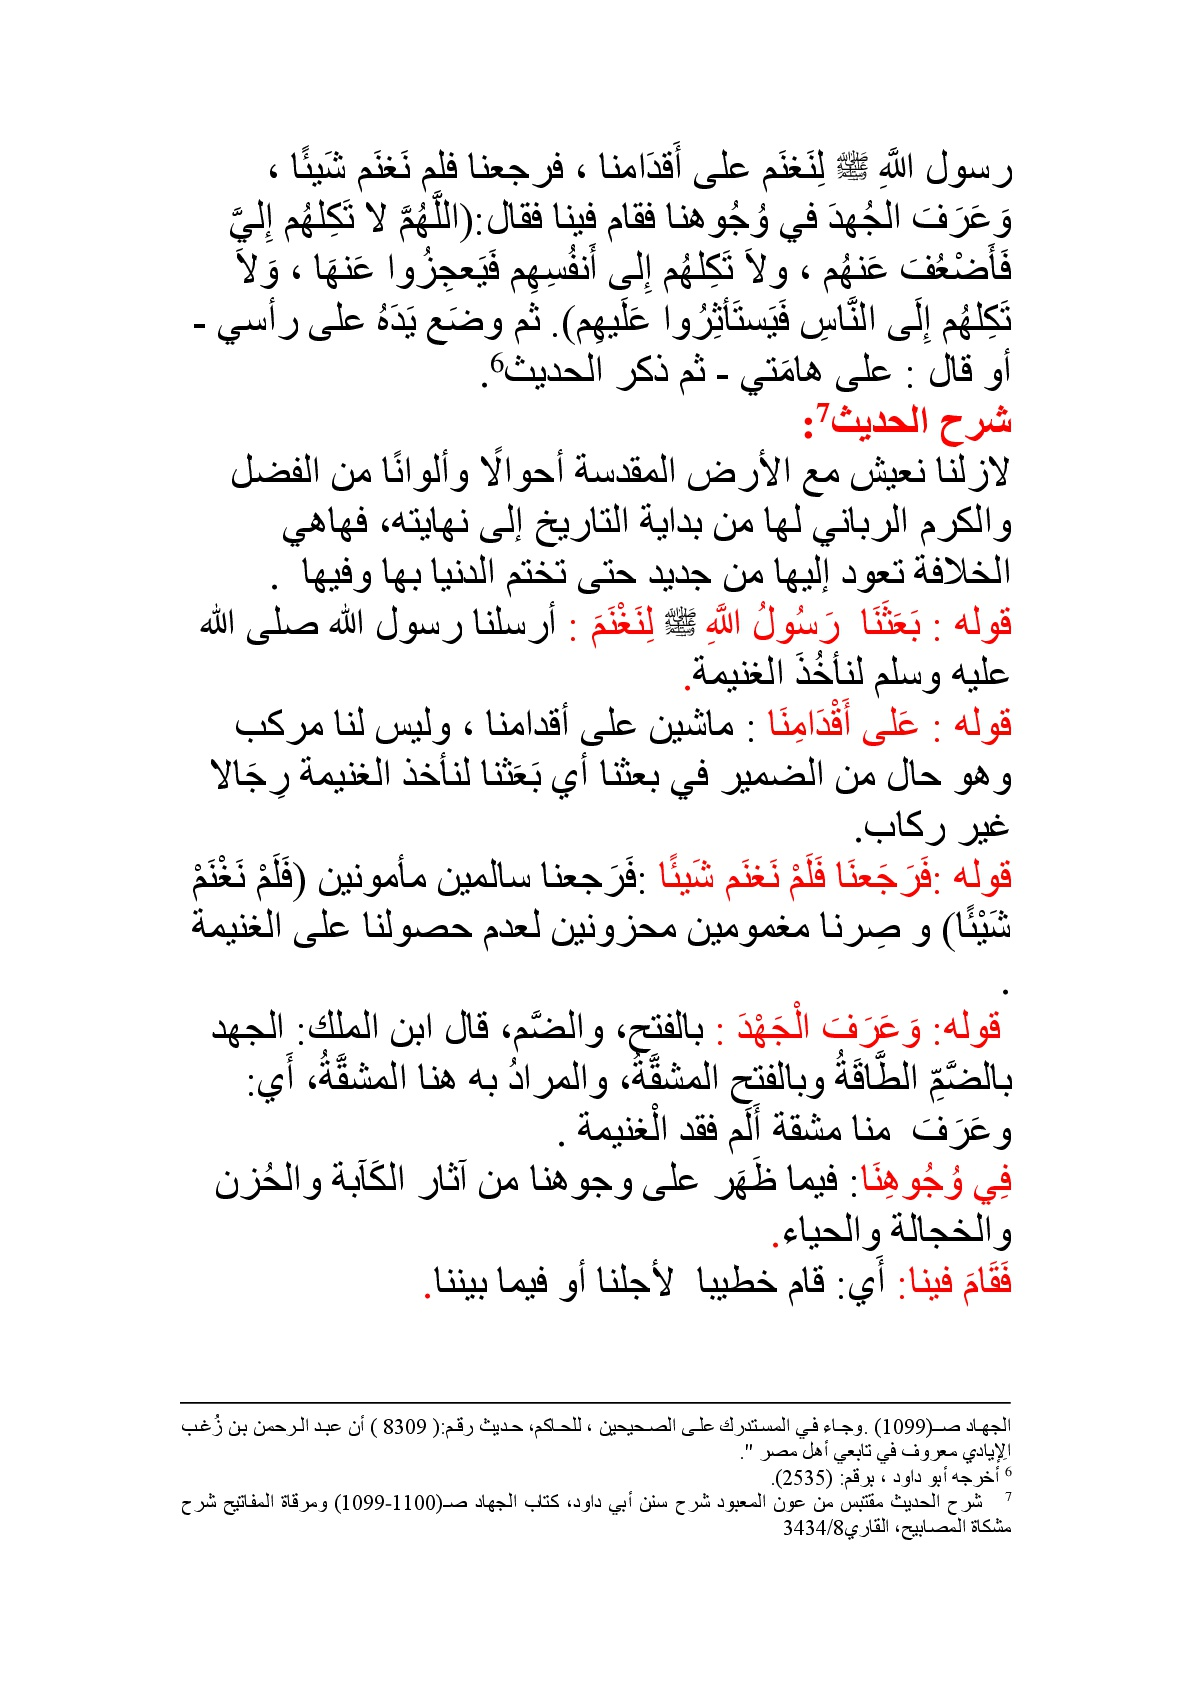 رسول اللَّهِ ﷺ لِنَغنَم على أَقدَامنا ، فرجعنا فلم نَغنَم شَيئًا ،
وَعَرَفَ الجُهدَ في وُجُوهنا فقام فينا فقال:(اللَّهُمَّ لا تَكِلهُم إِليَّ
فَأَضْعُفَ عَنهُم ، ولاَ تَكِلهُم إِلى أَنفُسِهِم فَيَعجِزُوا عَنهَا ، وَلاَ
تَكِلهُم إِلَى النَّاسِ فَيَستَأثِرُوا عَلَيهِم). ثم وضَع يَدَهُ على رأسي -
أو قال : على هامَتي - ثم ذكر الحديث6.
شرح الحديث7:
لازلنا نعيش مع الأرض المقدسة أحوالًا وألوانًا من الفضل
والكرم الرباني لها من بداية التاريخ إلى نهايته، فهاهي
الخلافة تعود إليها من جديد حتى تختم الدنيا بها وفيها .
قوله : بَعَثَنَا رَسُولُ اللَّهِ ﷺ لِنَغْنَمَ : أرسلنا رسول الله صلى الله
عليه وسلم لنأخُذَ الغنيمة.
قوله : عَلى أَقْدَامِنَا : ماشين على أقدامنا ، وليس لنا مركب
وهو حال من الضمير في بعثنا أي بَعَثنا لنأخذ الغنيمة رِجَالا
غير ركاب.
قوله :فَرَجَعنَا فَلَمْ نَغنَم شَيئًا :فَرَجعنا سالمين مأمونين (فَلَمْ نَغْنَمْ
شَيْئًا) و صِرنا مغمومين محزونين لعدم حصولنا على الغنيمة
.
قوله: وَعَرَفَ الْجَهْدَ : بالفتح، والضَّم، قال ابن الملك: الجهد
بالضَّمِّ الطَّاقَةُ وبالفتح المشقَّةُ، والمرادُ به هنا المشقَّةُ، أَي:
وعَرَفَ منا مشقة أَلَم فقد الْغنيمة .
فِي وُجُوهِنَا: فيما ظَهَر على وجوهنا من آثار الكَآبة والحُزن
والخجالة والحياء.
فَقَامَ فينا: أَي: قام خطيبا لأجلنا أو فيما بيننا.
الجهاد صـ(1099) .وجاء في المستدرك على الصحيحين ، للحاكم، حديث رقم:( 8309 ) أن عبد الرحمن بن زُغب
الإيادي معروف في تابعي أهل مصر ".
6 أخرجه أبو داود ، برقم: (2535).
7 شرح الحديث مقتبس من عون المعبود شرح سنن أبي داود، كتاب الجهاد صـ(1100-1099) ومرقاة المفاتيح شرح
مشكاة المصابيح، القاري3434/8